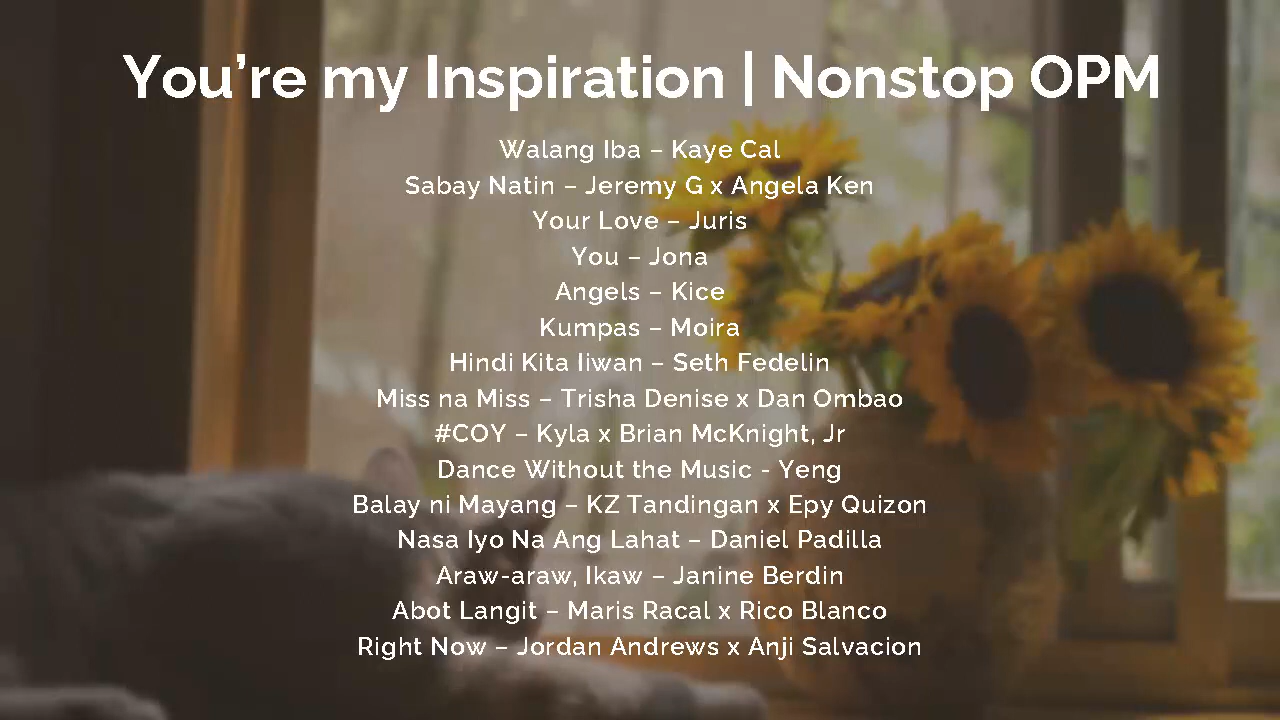 You’re my Inspiration | Nonstop OPM
Walang Iba – Kaye Cal
Sabay Natin – Jeremy G x Angela Ken
Your Love – Juris
You – Jona
Angels – Kice
Kumpas – Moira
Hindi Kita Iiwan – Seth Fedelin
Miss na Miss – Trisha Denise x Dan Ombao
#COY – Kyla x Brian McKnight, Jr
Dance Without the Music - Yeng
Balay ni Mayang – KZ Tandingan x Epy Quizon
Nasa Iyo Na Ang Lahat – Daniel Padilla
Araw-araw, Ikaw – Janine Berdin
Abot Langit – Maris Racal x Rico Blanco
Right Now – Jordan Andrews x Anji Salvacion